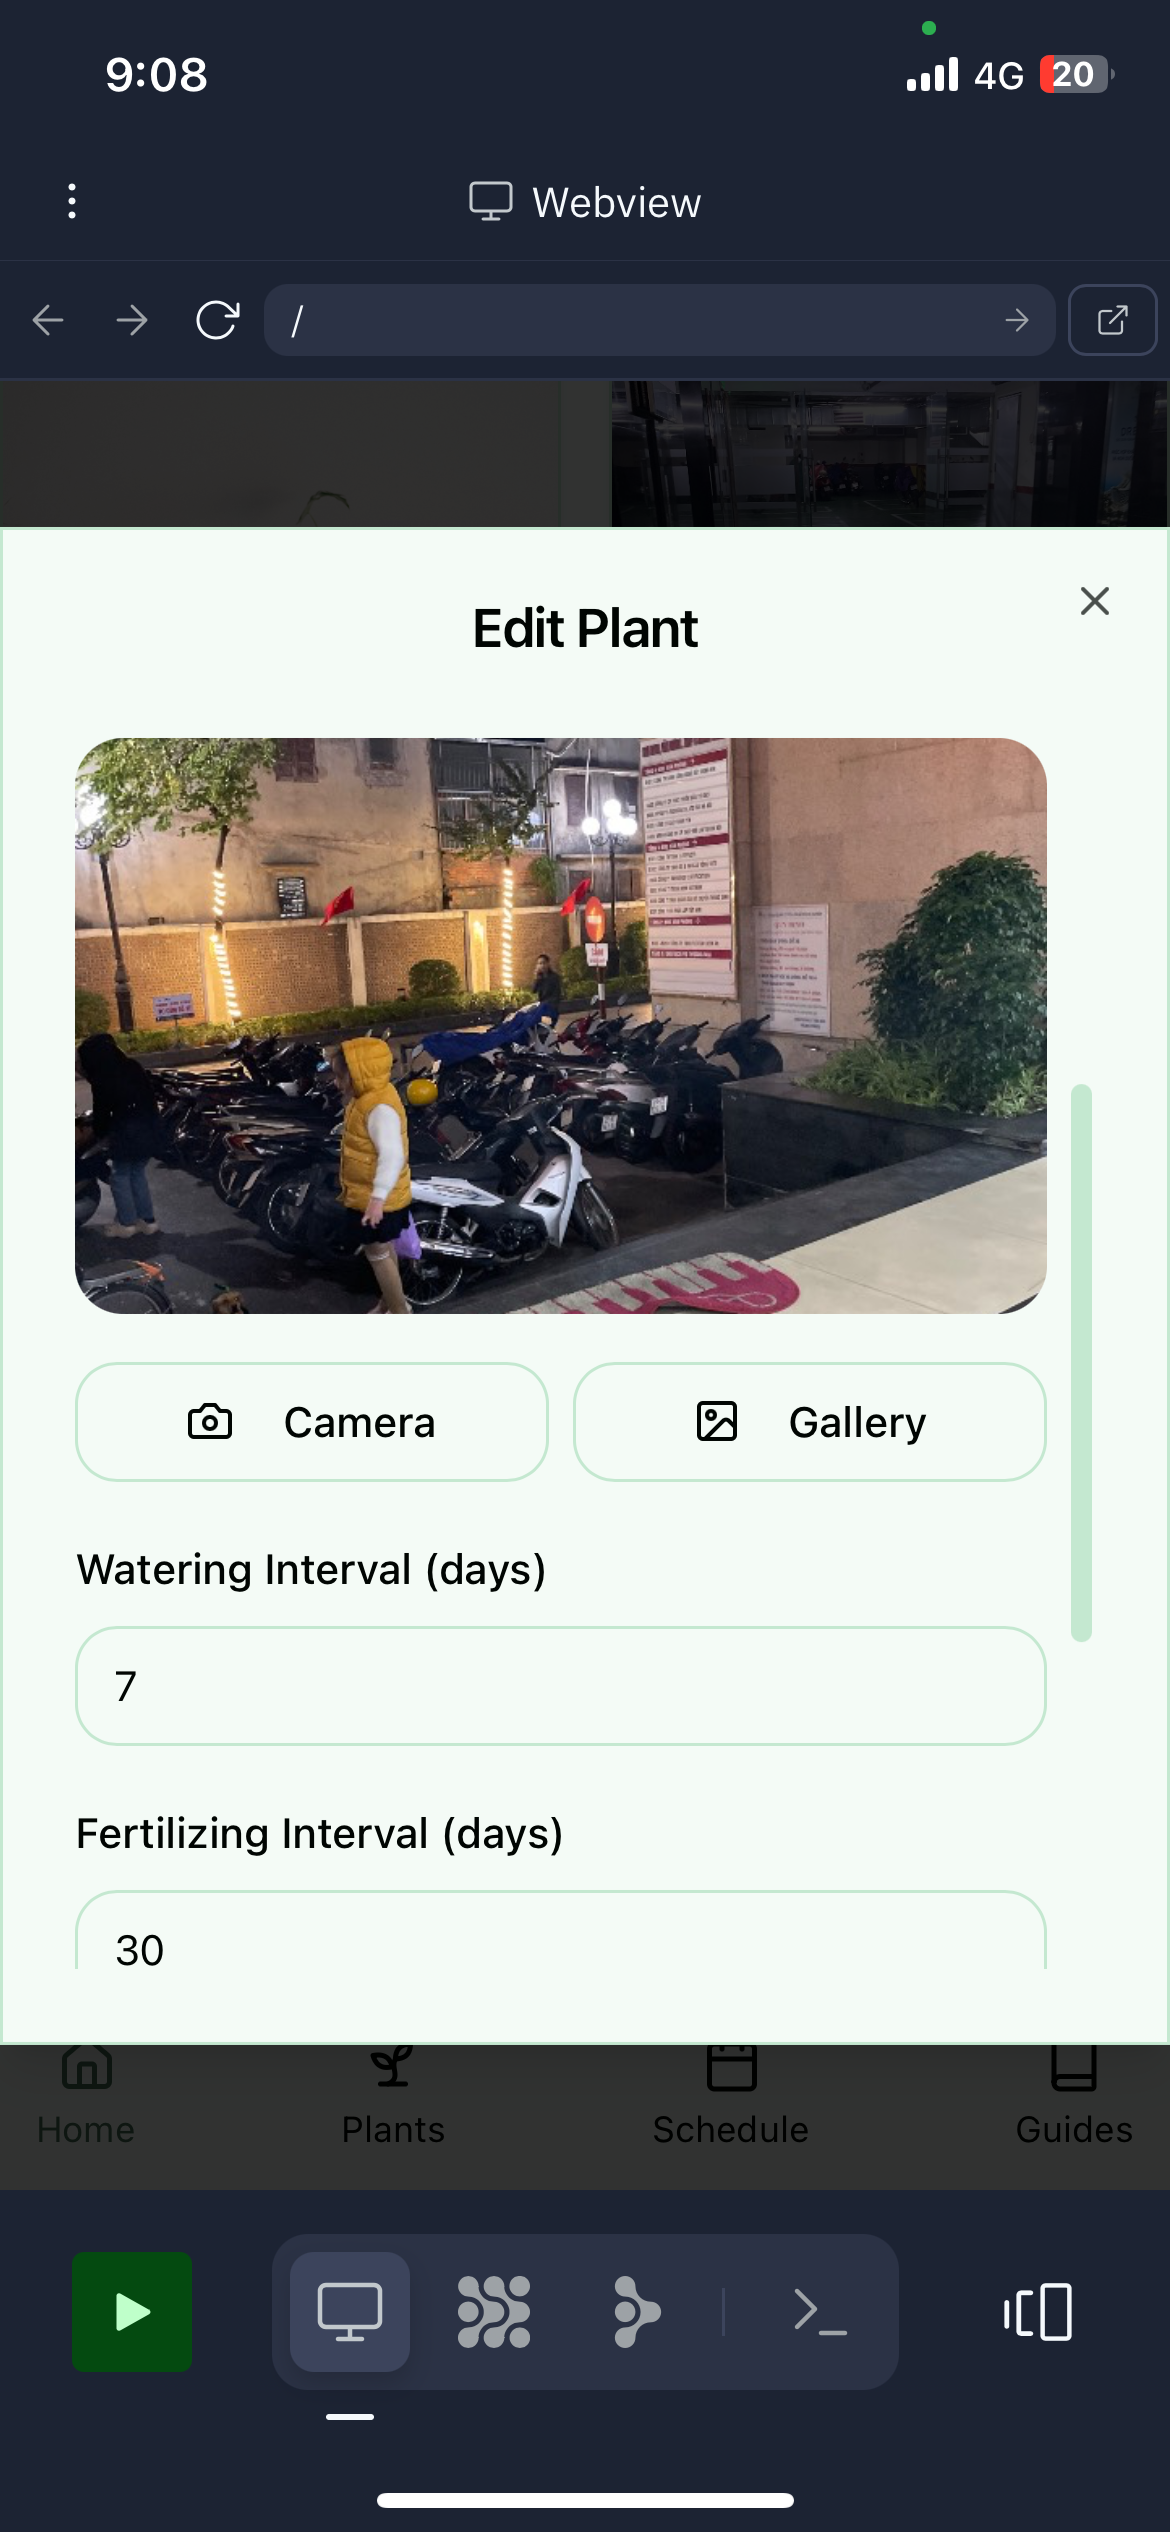 9:08
4G
20
Webview
/
Edit Plant
Camera
Gallery
Watering Interval (days)
7
Fertilizing Interval (days)
30
Home
Plants
Schedule
Guides